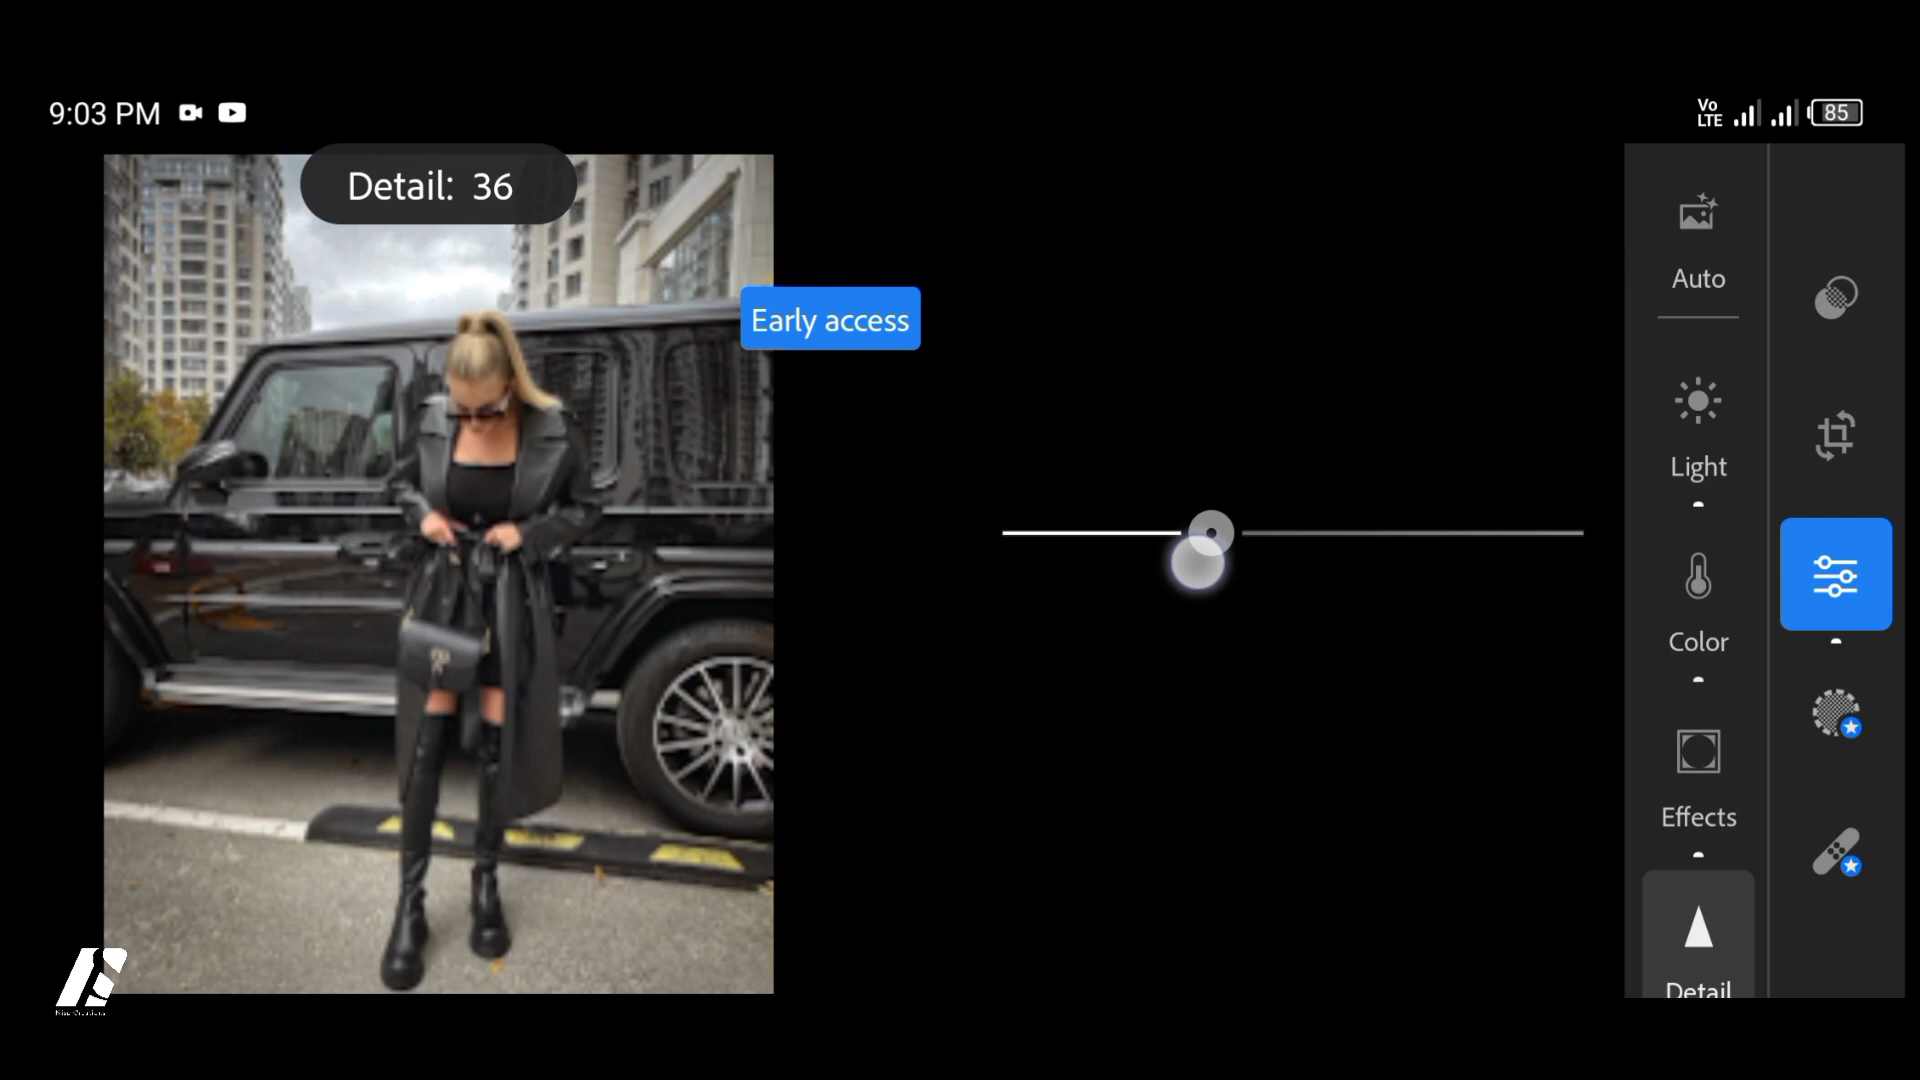 9:03 PM
Vo
LTE
85
Detail: 36
Early access
Auto
Light
Color
Effects
Detail